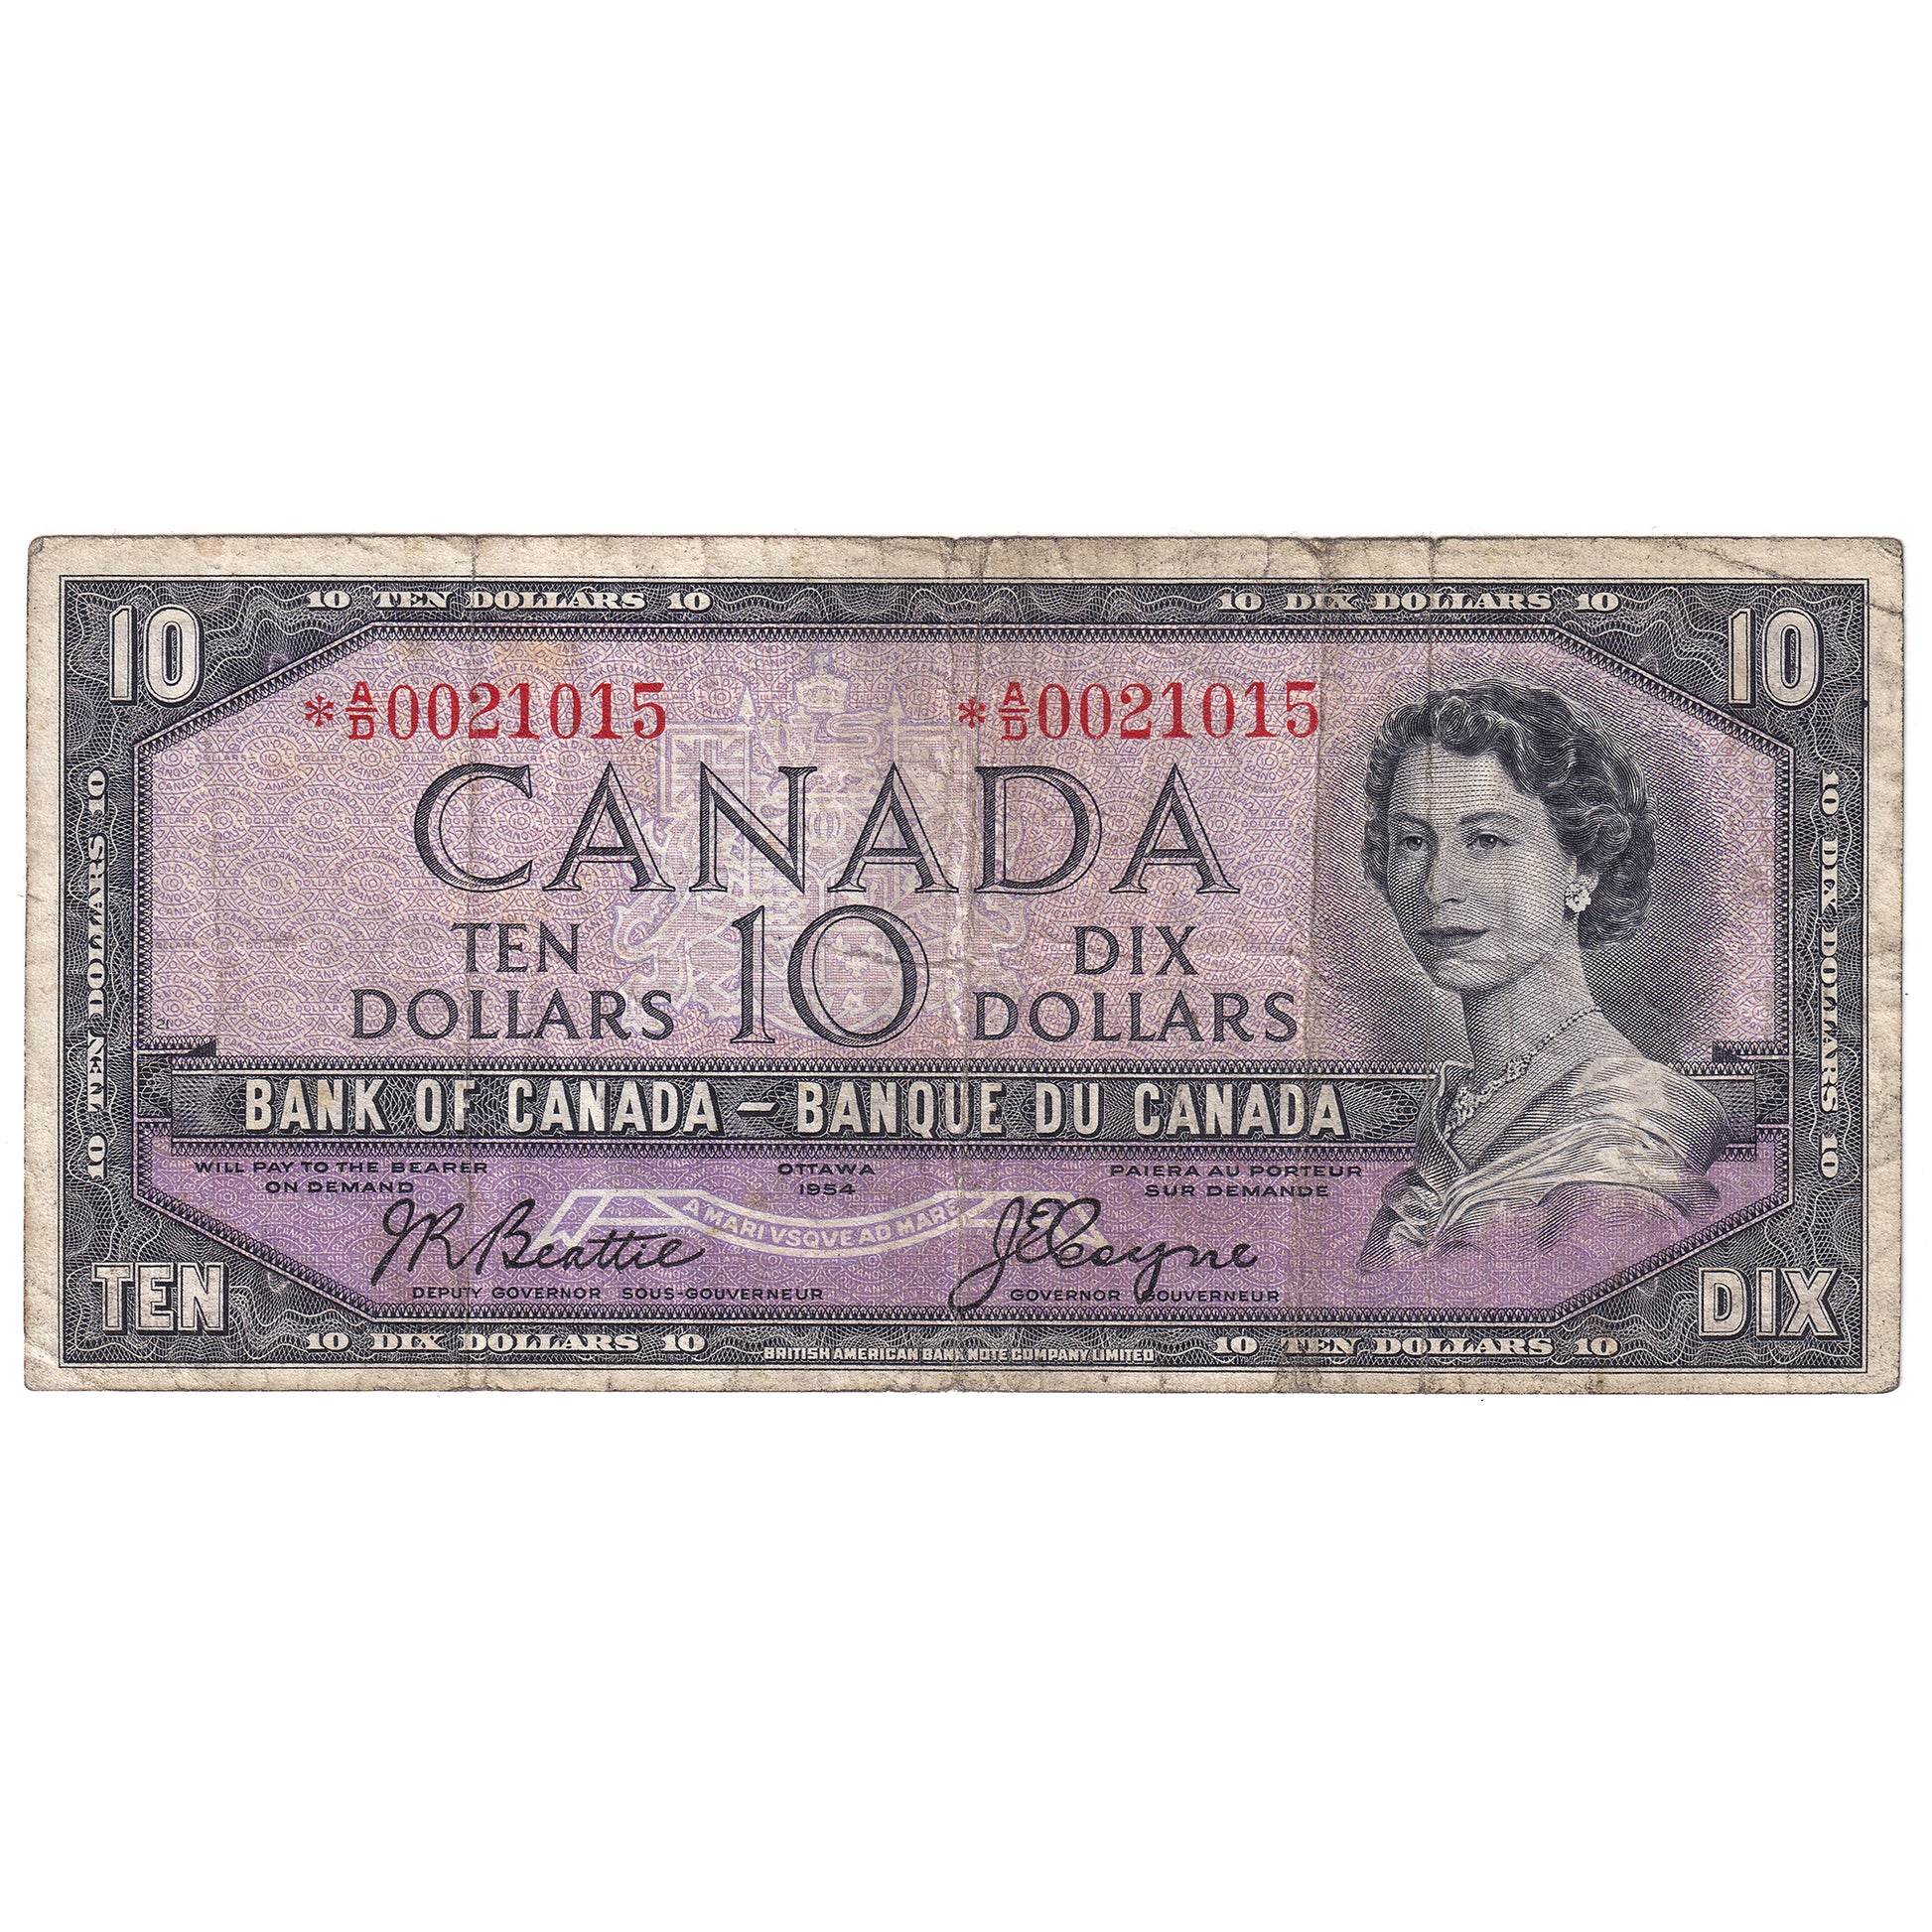 10 TEN DOLLARS 10
10 DIX DOLLARS 10
10
10
*A/D0021015
*A/D0021015
CANADA
10 TEN DOLLARS 10
10 DIX DOLLARS 10
TEN
DOLLARS
10
DIX
DOLLARS
BANK OF CANADA – BANQUE DU CANADA
WILL PAY TO THE BEARER
ON DEMAND
OTTAWA
1954
PAIERA AU PORTEUR
SUR DEMANDE
A MARI VSQVE AD MARE
JR Beattie
J E Coyne
DEPUTY GOVERNOR SOUS-GOUVERNEUR
GOVERNOR GOUVERNEUR
TEN
DIX
10 DIX DOLLARS 10
BRITISH AMERICAN BANK NOTE COMPANY LIMITED
10 TEN DOLLARS 10